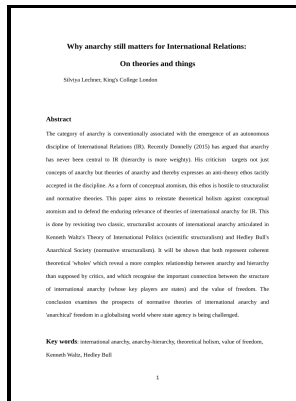 Why anarchy still matters for International Relations:
On theories and things
Silviya Lechner, King's College London
Abstract
The category of anarchy is conventionally associated with the emergence of an autonomous
discipline of International Relations (IR). Recently Donnelly (2015) has argued that anarchy
has never been central to IR (hierarchy is more weighty). His criticism targets not just
concepts of anarchy but theories of anarchy and thereby expresses an anti-theory ethos tacitly
accepted in the discipline. As a form of conceptual atomism, this ethos is hostile to structuralist
and normative theories. This paper aims to reinstate theoretical holism against conceptual
atomism and to defend the enduring relevance of theories of international anarchy for IR. This
is done by revisiting two classic, structuralist accounts of international anarchy articulated in
Kenneth Waltz's Theory of International Politics (scientific structuralism) and Hedley Bull's
Anarchical Society (normative structuralism). It will be shown that both represent coherent
theoretical 'wholes' which reveal a more complex relationship between anarchy and hierarchy
than supposed by critics, and which recognise the important connection between the structure
of international anarchy (whose key players are states) and the value of freedom. The
conclusion examines the prospects of normative theories of international anarchy and
'anarchical' freedom in a globalising world where state agency is being challenged.
Key words: international anarchy, anarchy-hierarchy, theoretical holism, value of freedom,
Kenneth Waltz, Hedley Bull
1